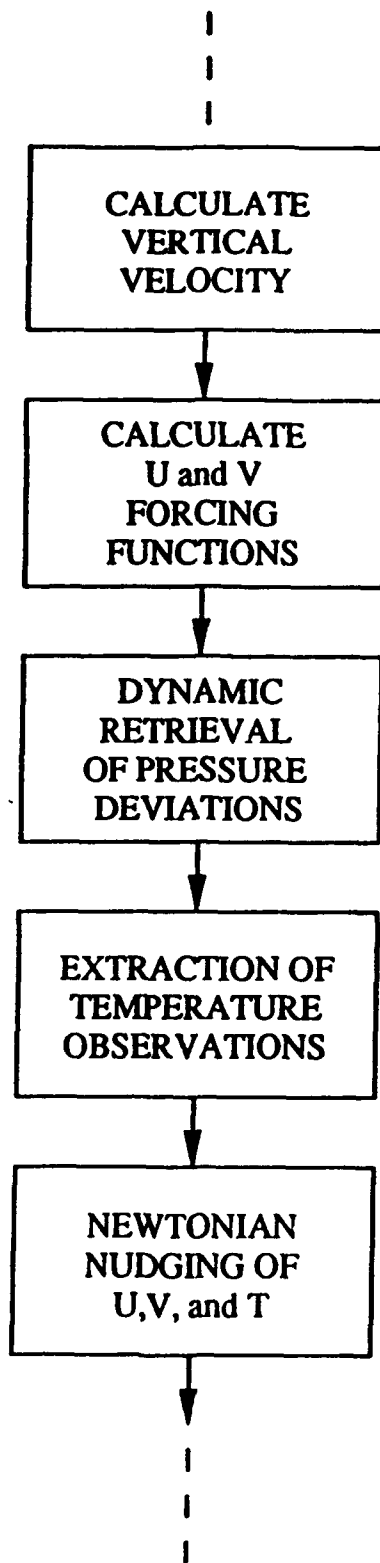 CALCULATE
VERTICAL
VELOCITY
CALCULATE
U and V
FORCING
FUNCTIONS
DYNAMIC
RETRIEVAL
OF PRESSURE
DEVIATIONS
EXTRACTION OF
TEMPERATURE
OBSERVATIONS
NEWTONIAN
NUDGING OF
U,V, and T